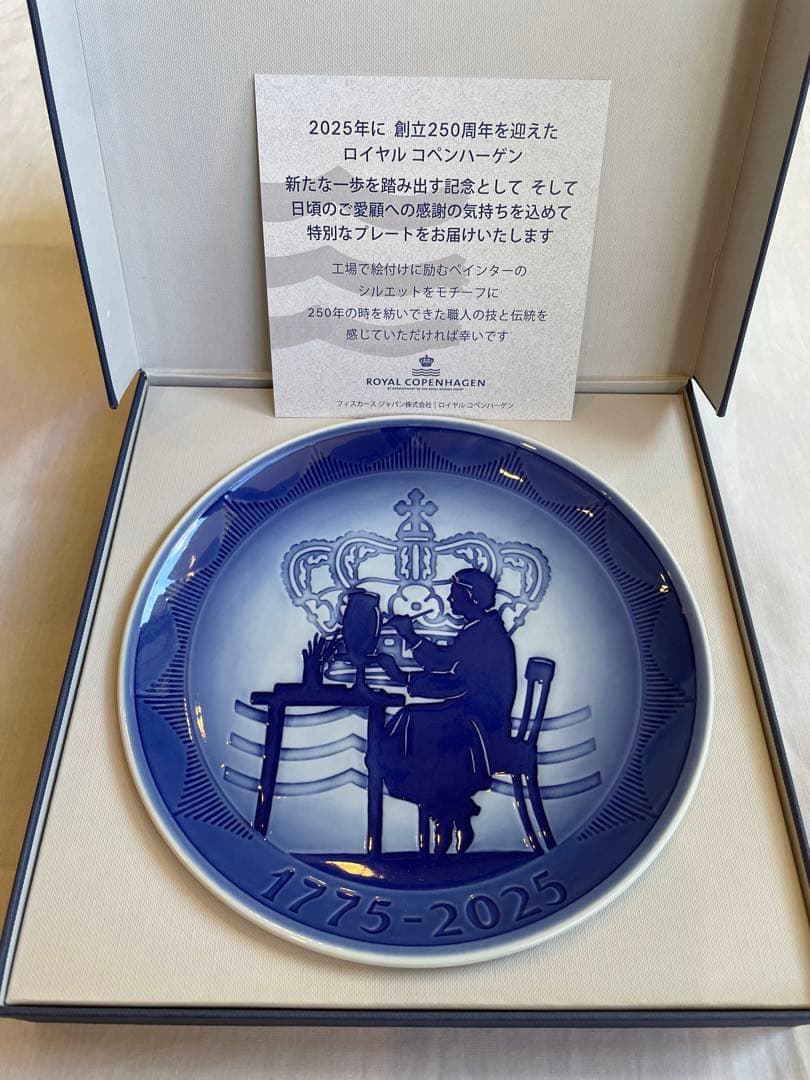 2025年に 創立250周年を迎えた
ロイヤル コペンハーゲン
新たな一歩を踏み出す記念として そして
日頃のご愛顧への感謝の気持ちを込めて
特別なプレートをお届けいたします
工場で絵付けに励むペインターの
シルエットをモチーフに
250年の時を紡いできた職人の技と伝統を
感じていただければ幸いです
ROYAL COPENHAGEN
フィスカース ジャパン株式会社 | ロイヤル コペンハーゲン
1775-2025